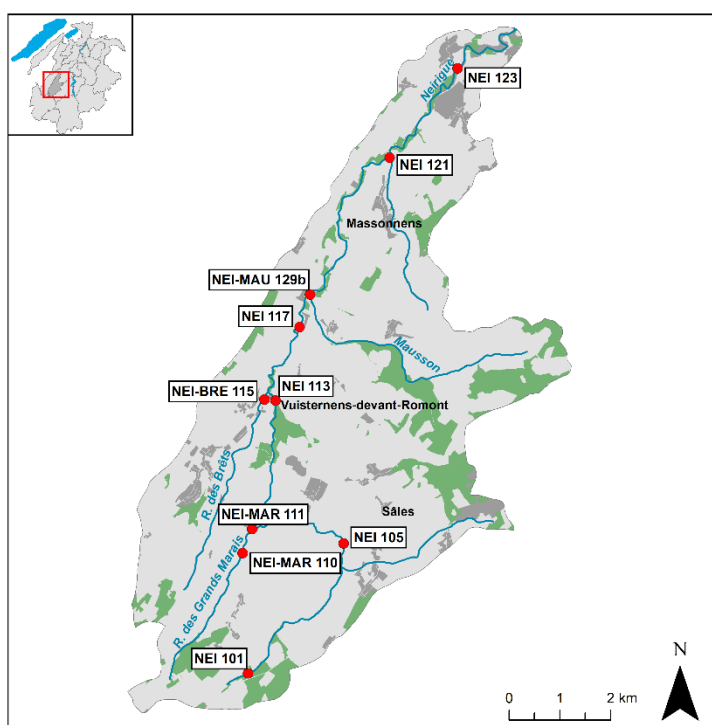 NEI 123
Neirigue
NEI 121
Massonnens
NEI-MAU 129b
NEI 117
Mausson
NEI-BRE 115
NEI 113
Vuisternens-devant-Romont
R. des Brêts
NEI-MAR 111
Sâles
NEI 105
R. des Grands Marais
NEI-MAR 110
NEI 101
N
0 1 2 km